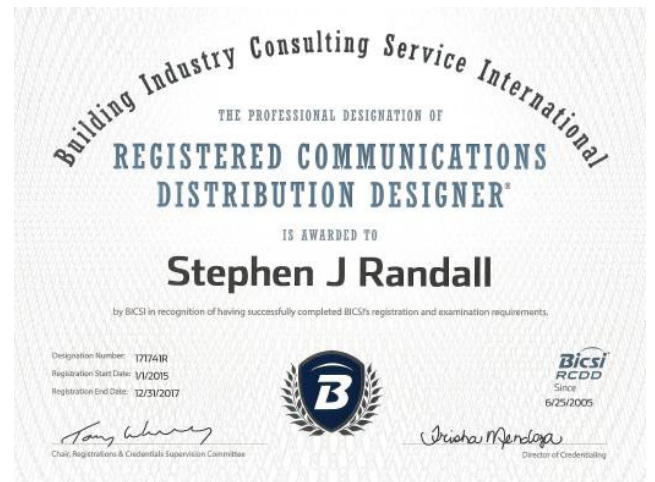 Building Industry Consulting Service International
THE PROFESSIONAL DESIGNATION OF
REGISTERED COMMUNICATIONS
DISTRIBUTION DESIGNER®
IS AWARDED TO
Stephen J Randall
by BICSI in recognition of having successfully completed BICSI's registration and examination requirements.
Designation Number: 171741R
Registration Start Date: 1/1/2015
Registration End Date: 12/31/2017
B
Bicsi
RCDD
Since
6/25/2005
Trisha Mendoza
Chair, Registrations & Credentials Supervision Committee
Director of Credentialing